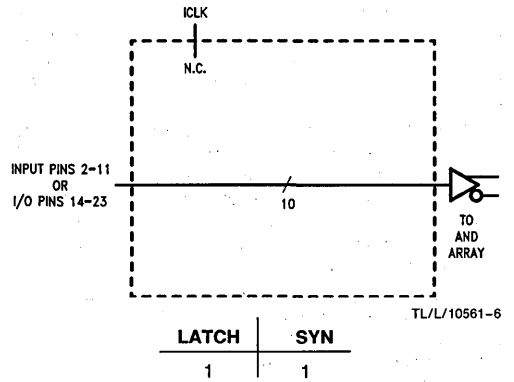 ICLK
N.C.
INPUT PINS 2-11
OR
I/O PINS 14-23
10
TO
AND
ARRAY
TL/L/10561-6
LATCH SYN
1 1